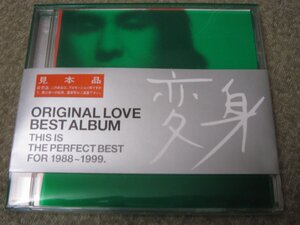 見本品
ORIGINAL LOVE
BEST ALBUM
THIS IS
THE PERFECT BEST
FOR 1988~1999.
変身